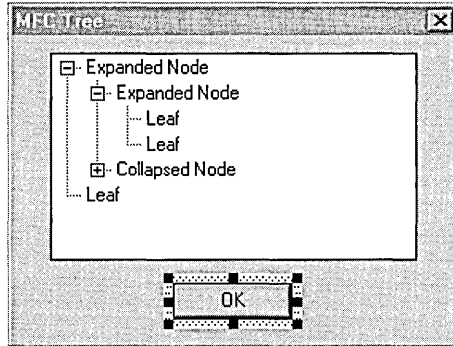 MFC Tree
Expanded Node
Expanded Node
Leaf
Leaf
Collapsed Node
Leaf
OK